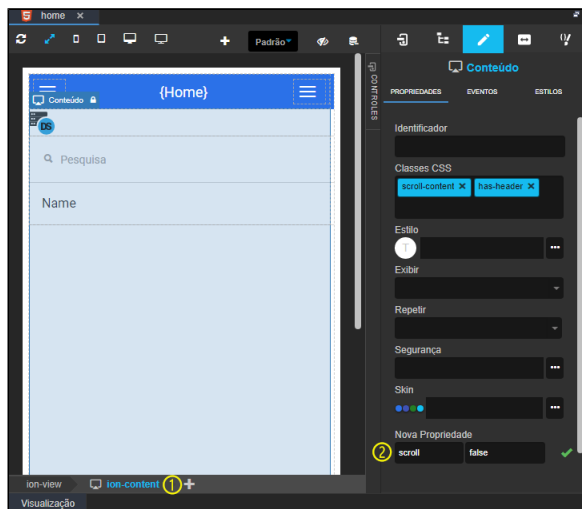 home ×
Padrão
Conteúdo
{Home}
Conteúdo
PROPRIEDADES EVENTOS ESTILOS
CONTROLES
DS
Identificador
Pesquisa
Classes CSS
scroll-content × has-header ×
Name
Estilo
T
Exibir
Repetir
Segurança
Skin
Nova Propriedade
2 scroll false
ion-view ion-content 1 +
Visualização